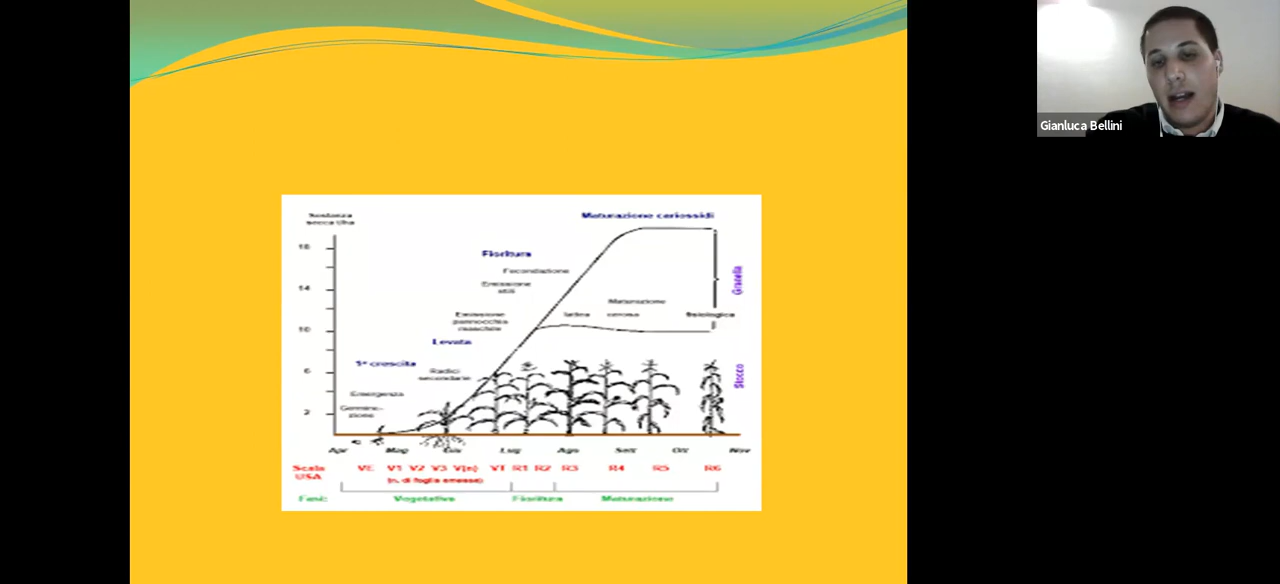 Gianluca Bellini
Sostanza
secca t/ha
Maturazione cariossidi
18
Fioritura
Fecondazione
Granella
14
Emissione
stili
Maturazione
Emissione
pannocchia
maschile
lattea
cerosa
fisiologica
10
Levata
1ª crescita
6
Radici
secondarie
Stocco
Emergenza
Germina-
zione
2
Apr Mag Giu Lug Ago Sett Ott Nov
Scala
USA
VE V1 V2 V3 V(n) VT R1 R2 R3 R4 R5 R6
(n. di foglie emesse)
Fasi: Vegetativa Fioritura Maturazione